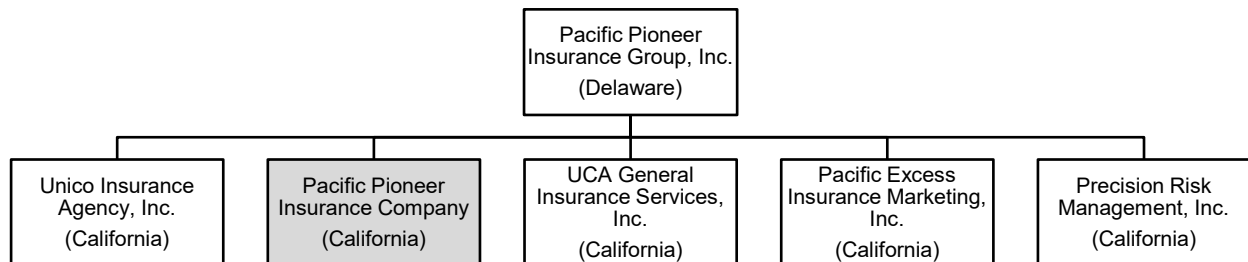 Pacific Pioneer
Insurance Group, Inc.
(Delaware)
Unico Insurance
Agency, Inc.
(California)
Pacific Pioneer
Insurance Company
(California)
UCA General
Insurance Services,
Inc.
(California)
Pacific Excess
Insurance Marketing,
Inc.
(California)
Precision Risk
Management, Inc.
(California)